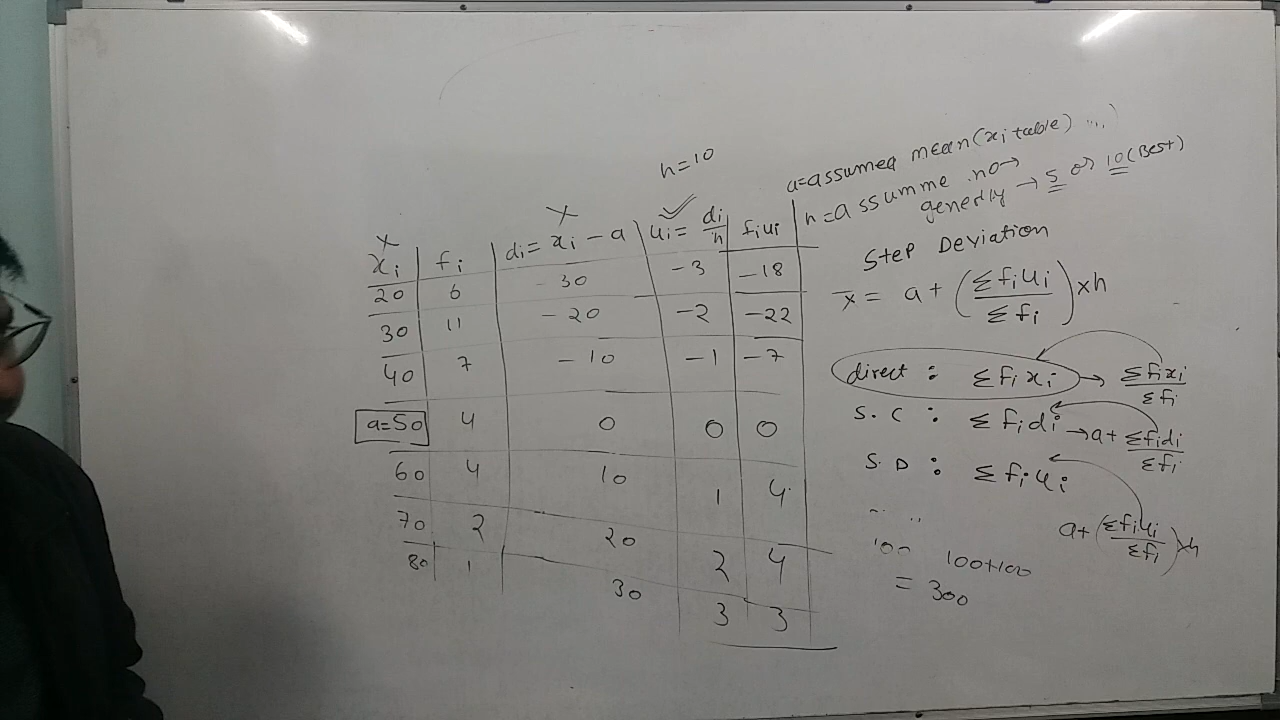 h=10
a=assumed mean(xi table) ...
h=assumme no→
generlly → 5 or 10(Best)
x x ✓
xi fi di= xi-a ui= di/h fiui
20 6 -30 -3 -18
30 11 -20 -2 -22
40 7 -10 -1 -7
a=50 4 0 0 0
60 4 10 1 4
70 2 20 2 4
80 1 30 3 3
Step Deviation
x̄ = a+ (Σfiui/Σfi)×h
direct : Σfixi → Σfixi/Σfi
S.C : Σfidi →a+ Σfidi/Σfi
S.D : Σfiui
a+(Σfiui/Σfi)×h
100+100
= 300